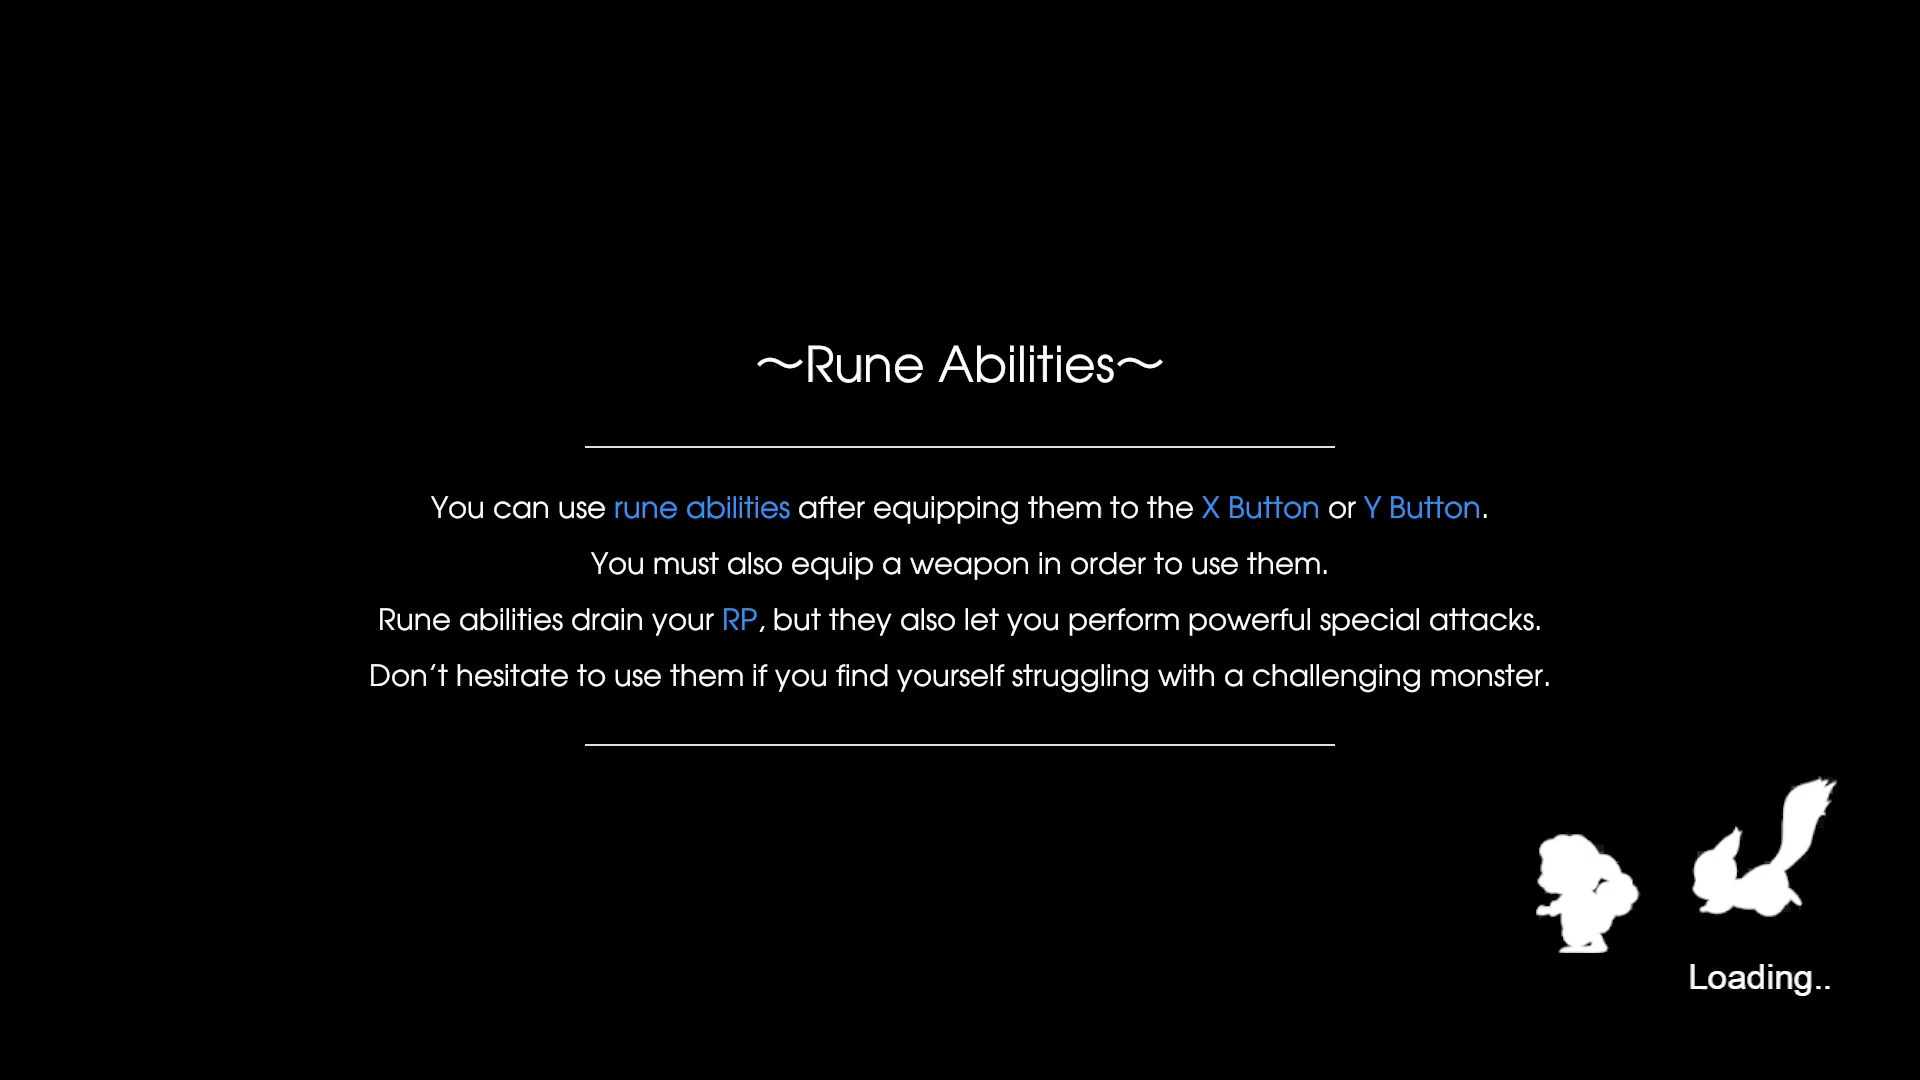 〜Rune Abilities〜
You can use rune abilities after equipping them to the X Button or Y Button.
You must also equip a weapon in order to use them.
Rune abilities drain your RP, but they also let you perform powerful special attacks.
Don’t hesitate to use them if you find yourself struggling with a challenging monster.
Loading..